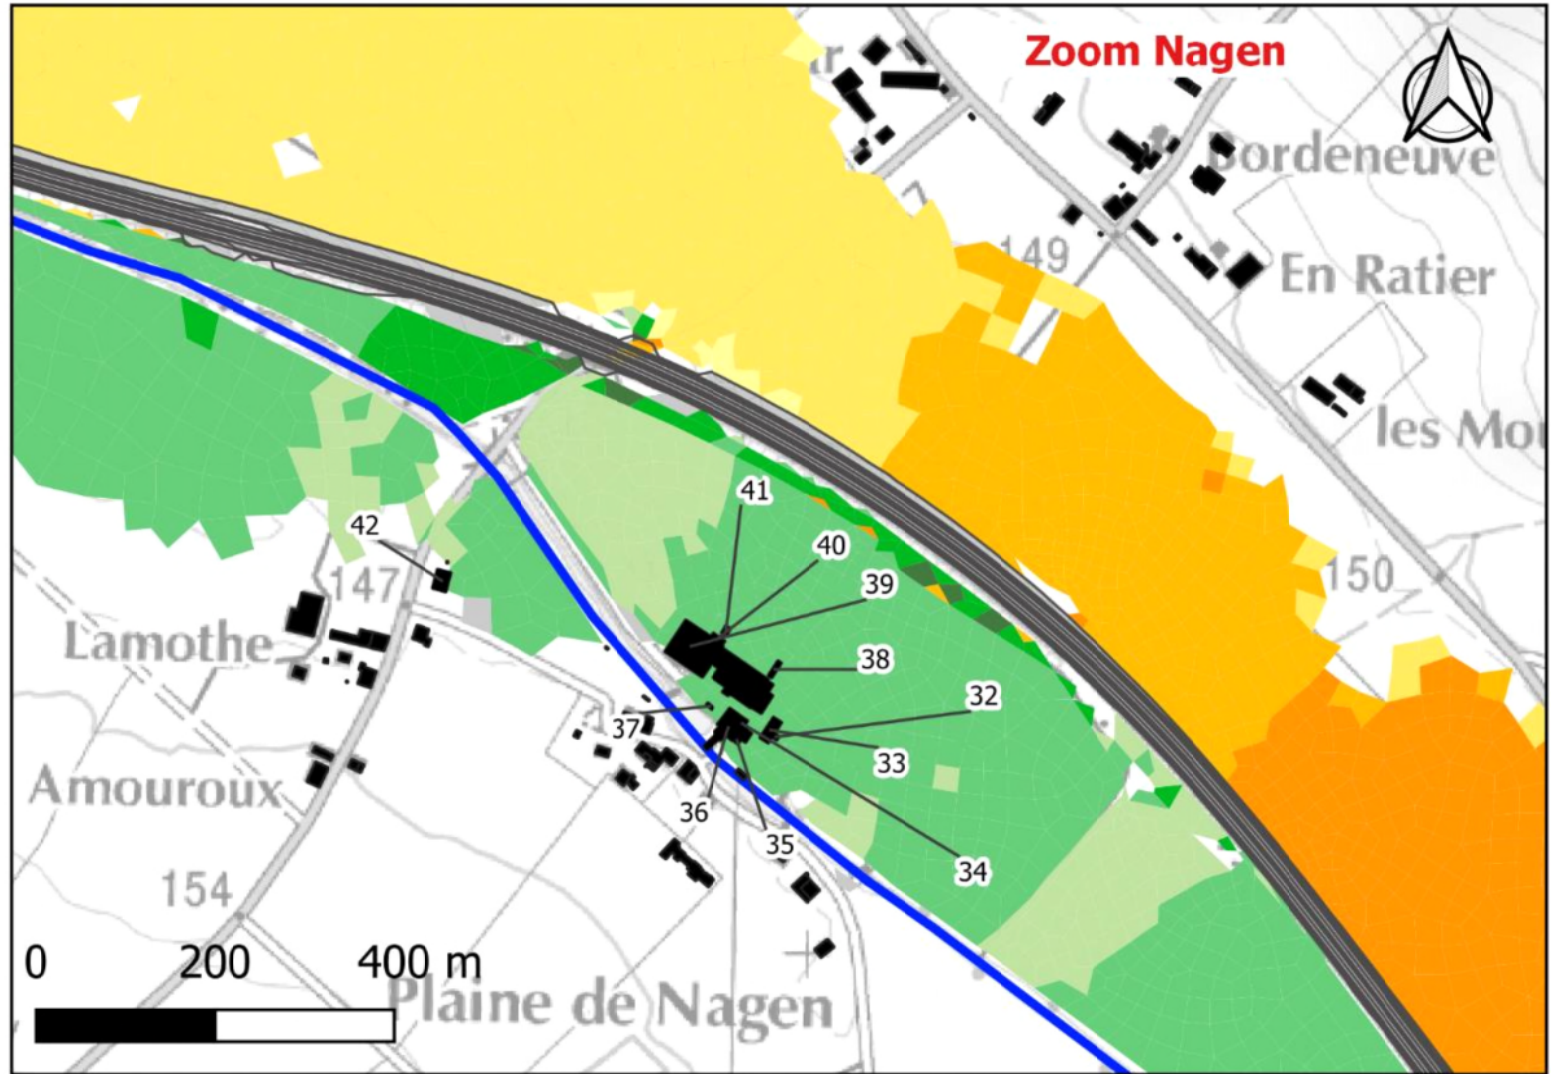 Zoom Nagen
Bordeneuve
149
En Ratier
les Mo
41
42
40
147
39
150
Lamothe
38
32
37
33
Amouroux
36
35
34
154
0 200 400 m
Plaine de Nagen